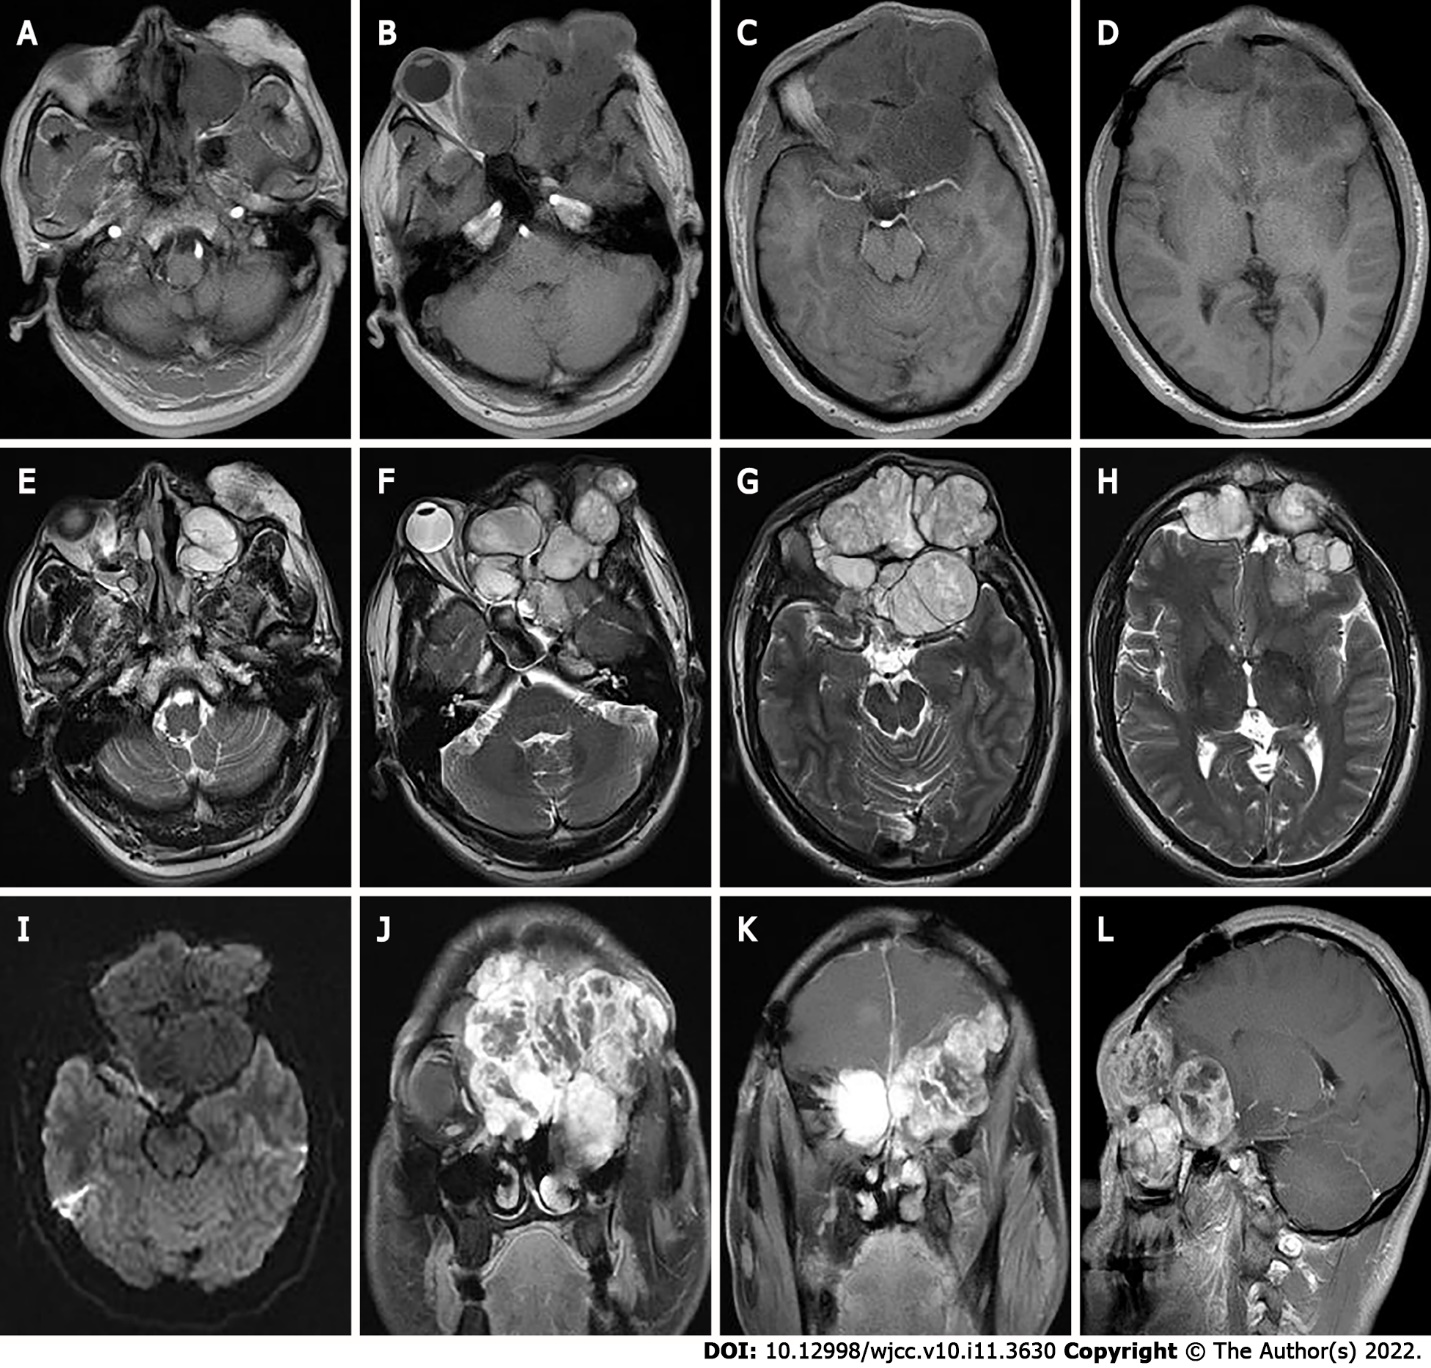 A B C D
E F G H
I J K L
DOI: 10.12998/wjcc.v10.i11.3630 Copyright © The Author(s) 2022.